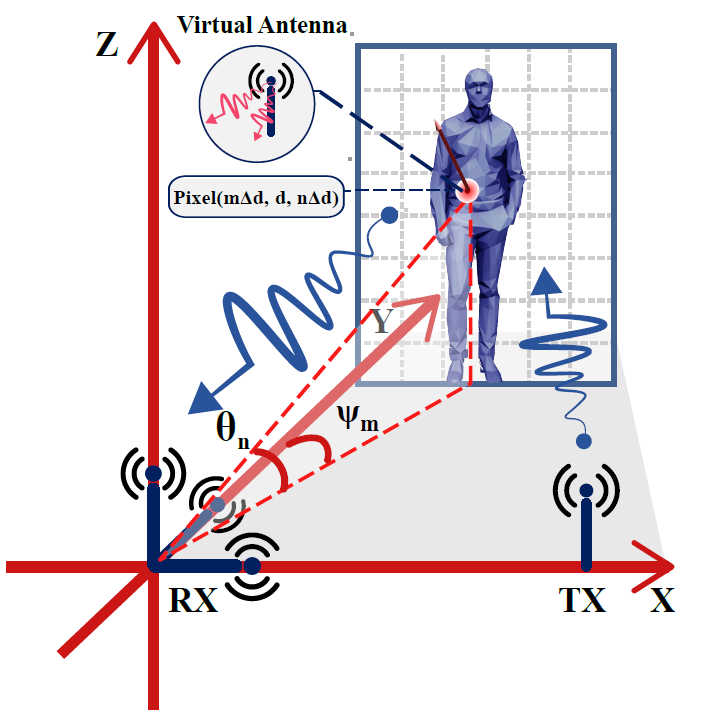 Virtual Antenna
Z
Pixel(mΔd, d, nΔd)
Y
θn
ψm
RX
TX
X